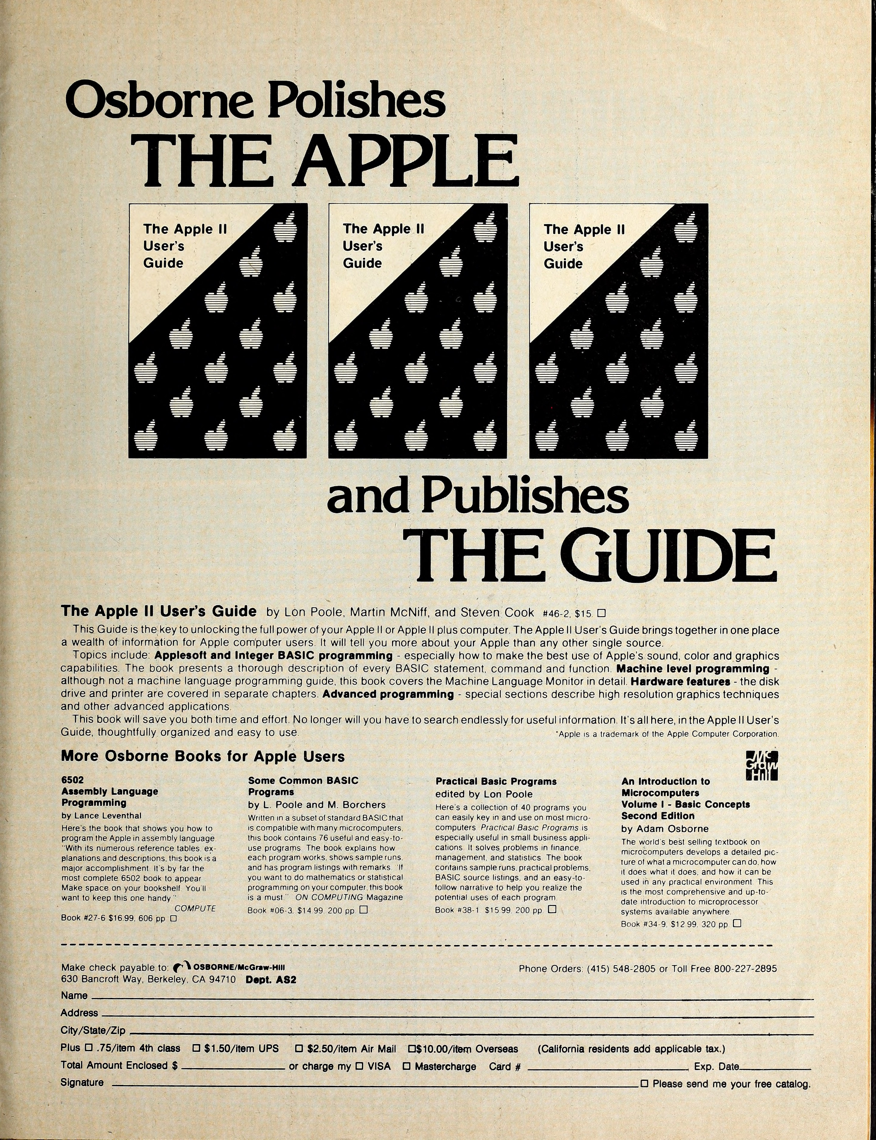 Osborne Polishes
THE APPLE
The Apple II
User's
Guide
The Apple II
User's
Guide
The Apple II
User's
Guide
and Publishes
THE GUIDE
The Apple II User's Guide by Lon Poole, Martin McNiff, and Steven Cook #46-2, $15. ☐
This Guide is the key to unlocking the full power of your Apple II or Apple II plus computer. The Apple II User's Guide brings together in one place
a wealth of information for Apple computer users. It will tell you more about your Apple than any other single source.
Topics include: Applesoft and Integer BASIC programming - especially how to make the best use of Apple's sound, color and graphics
capabilities. The book presents a thorough description of every BASIC statement, command and function. Machine level programming -
although not a machine language programming guide, this book covers the Machine Language Monitor in detail. Hardware features - the disk
drive and printer are covered in separate chapters. Advanced programming - special sections describe high resolution graphics techniques
and other advanced applications.
This book will save you both time and effort. No longer will you have to search endlessly for useful information. It's all here, in the Apple II User's
Guide, thoughtfully organized and easy to use.
*Apple is a trademark of the Apple Computer Corporation.
More Osborne Books for Apple Users
Mc
Graw
Hill
6502
Assembly Language
Programming
by Lance Leventhal
Here's the book that shows you how to
program the Apple in assembly language.
"With its numerous reference tables, ex-
planations and descriptions, this book is a
major accomplishment. It's by far the
most complete 6502 book to appear.
Make space on your bookshelf. You'll
want to keep this one handy."
COMPUTE
Book #27-6 $16.99, 606 pp ☐
Some Common BASIC
Programs
by L. Poole and M. Borchers
Written in a subset of standard BASIC that
is compatible with many microcomputers,
this book contains 76 useful and easy-to-
use programs. The book explains how
each program works, shows sample runs,
and has program listings with remarks. "If
you want to do mathematics or statistical
programming on your computer, this book
is a must." ON COMPUTING Magazine
Book #06-3, $14.99, 200 pp ☐
Practical Basic Programs
edited by Lon Poole
Here's a collection of 40 programs you
can easily key in and use on most micro-
computers. Practical Basic Programs is
especially useful in small business appli-
cations. It solves problems in finance,
management, and statistics. The book
contains sample runs, practical problems,
BASIC source listings, and an easy-to-
follow narrative to help you realize the
potential uses of each program.
Book #38-1 $15.99, 200 pp ☐
An Introduction to
Microcomputers
Volume I - Basic Concepts
Second Edition
by Adam Osborne
The world's best selling textbook on
microcomputers develops a detailed pic-
ture of what a microcomputer can do, how
it does what it does, and how it can be
used in any practical environment. This
is the most comprehensive and up-to-
date introduction to microprocessor
systems available anywhere.
Book #34-9, $12.99, 320 pp ☐
Make check payable to: OSBORNE/McGraw-Hill
630 Bancroft Way, Berkeley, CA 94710 Dept. AS2
Phone Orders: (415) 548-2805 or Toll Free 800-227-2895
Name
Address
City/State/Zip
Plus ☐ .75/item 4th class ☐ $1.50/item UPS ☐ $2.50/item Air Mail ☐ $10.00/item Overseas (California residents add applicable tax.)
Total Amount Enclosed $ or charge my ☐ VISA ☐ Mastercharge Card # Exp. Date
Signature ☐ Please send me your free catalog.